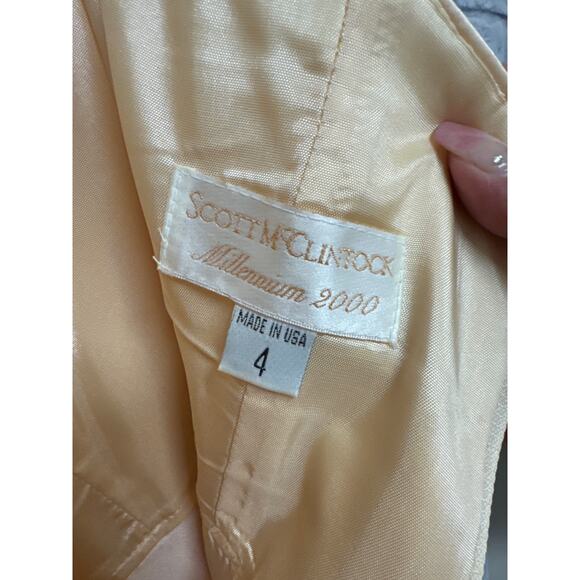 SCOTT MCCLINTOCK
Millennium 2000
MADE IN USA
4